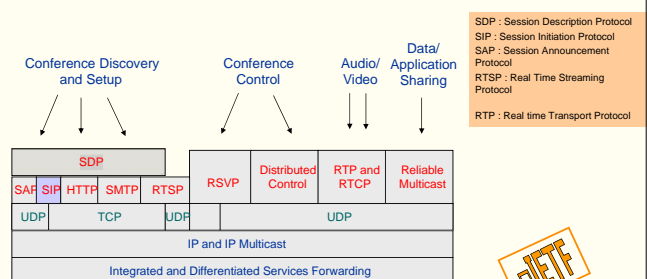 SDP : Session Description Protocol
SIP : Session Initiation Protocol
SAP : Session Announcement
Protocol
RTSP : Real Time Streaming
Protocol
RTP : Real time Transport Protocol
Conference Discovery
and Setup
Conference
Control
Audio/
Video
Data/
Application
Sharing
SDP
SAP SIP HTTP SMTP RTSP
RSVP
Distributed
Control
RTP and
RTCP
Reliable
Multicast
UDP TCP UDP UDP
IP and IP Multicast
Integrated and Differentiated Services Forwarding
IETF